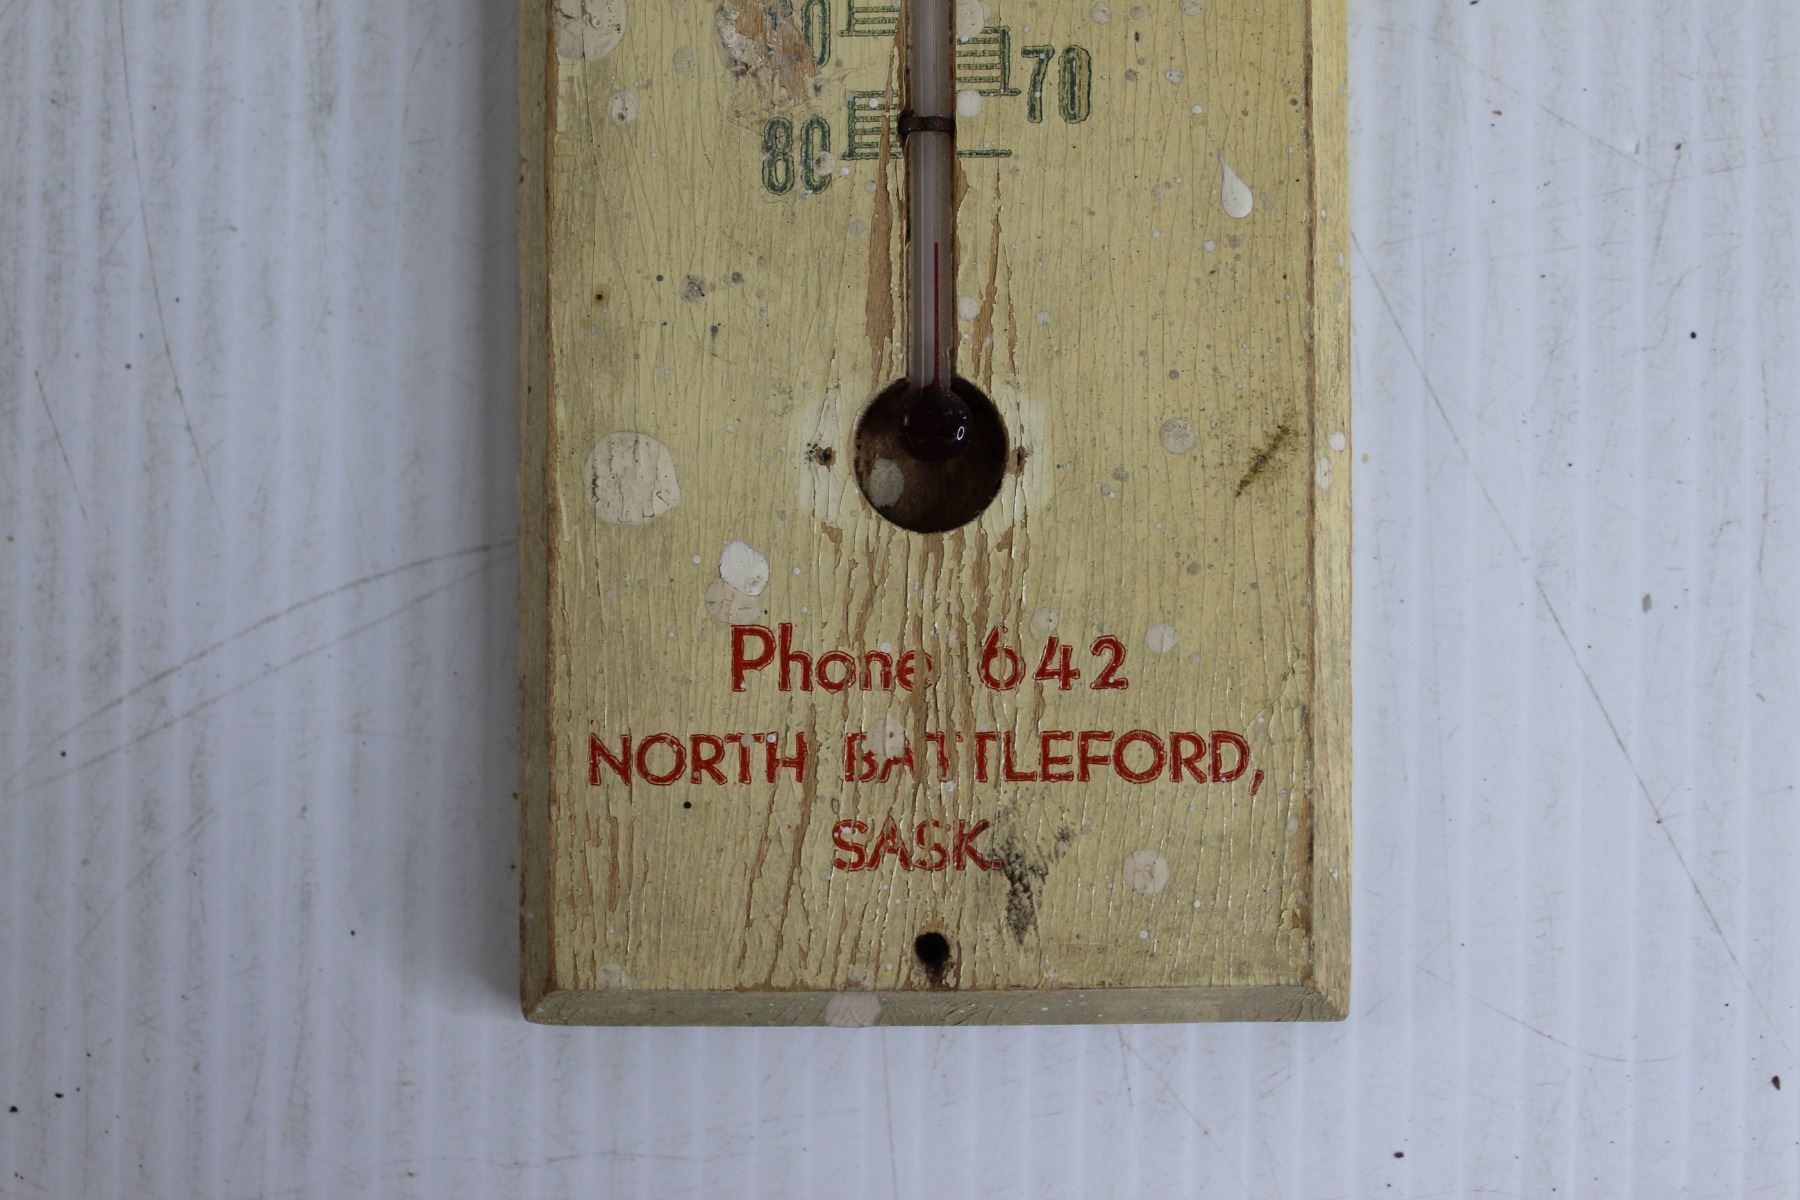 70
80
Phone 642
NORTH BATTLEFORD,
SASK.